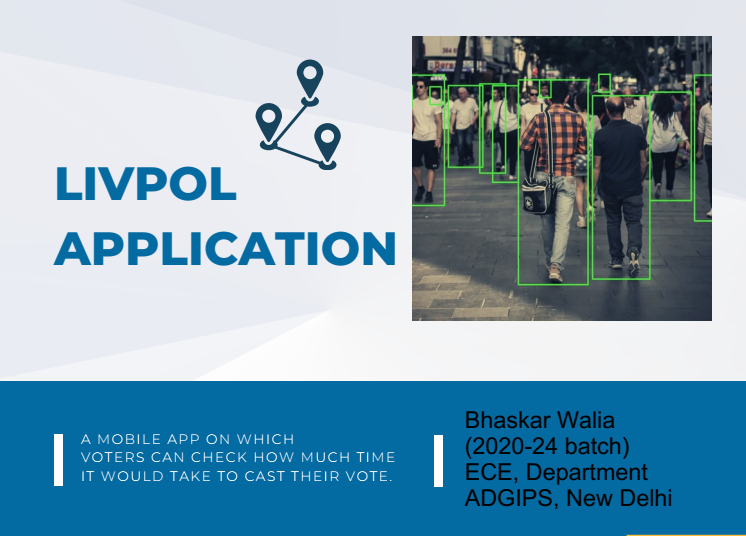 LIVPOL
APPLICATION
A MOBILE APP ON WHICH
VOTERS CAN CHECK HOW MUCH TIME
IT WOULD TAKE TO CAST THEIR VOTE.
Bhaskar Walia
(2020-24 batch)
ECE, Department
ADGIPS, New Delhi